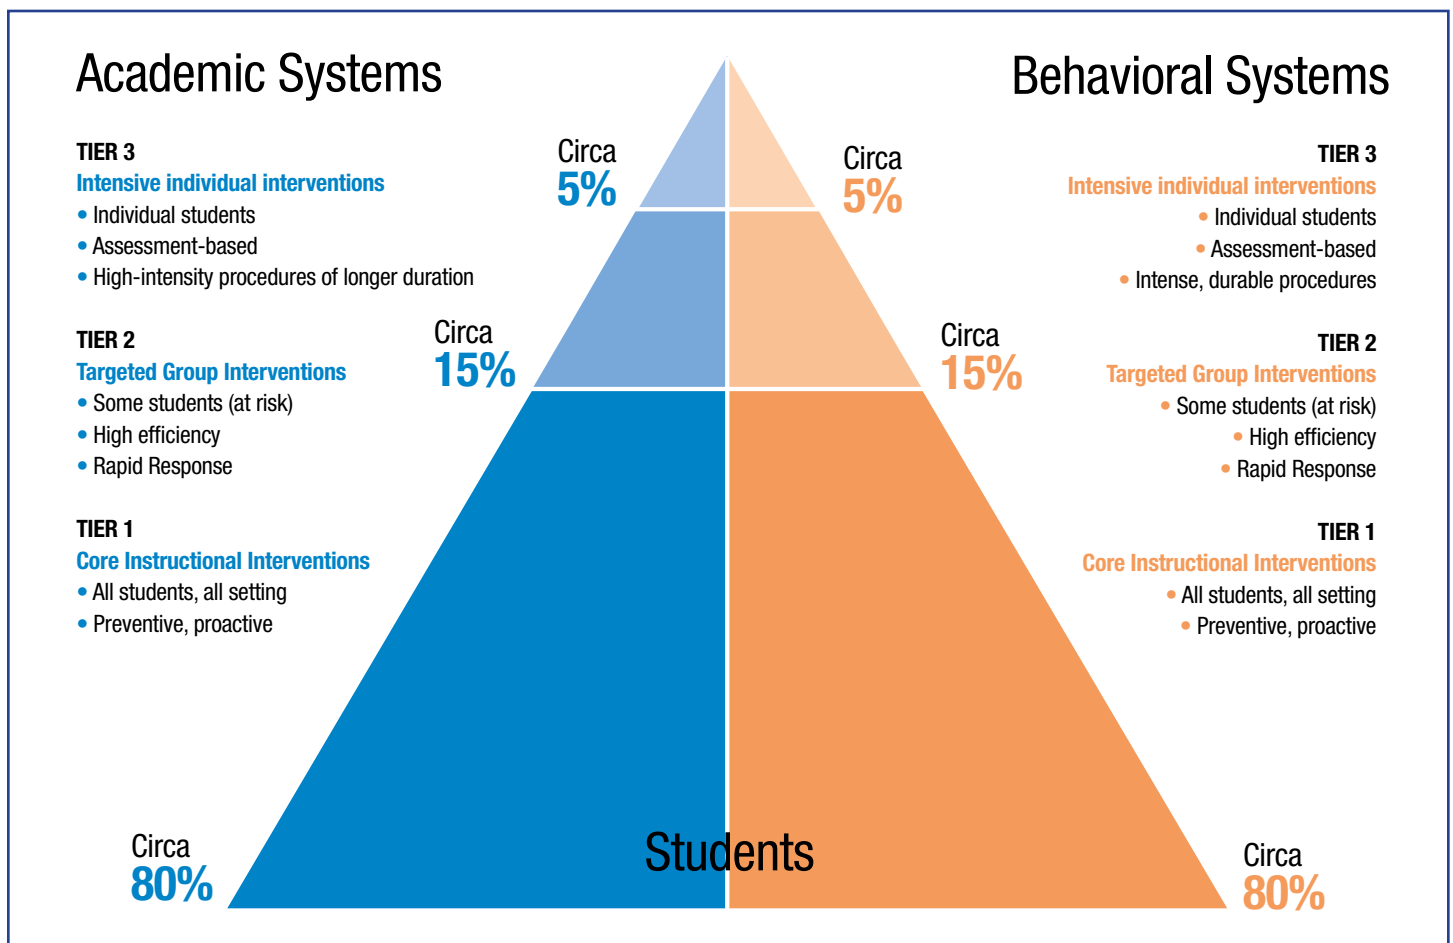 Academic Systems
TIER 3
Intensive individual interventions
• Individual students
• Assessment-based
• High-intensity procedures of longer duration
TIER 2
Targeted Group Interventions
• Some students (at risk)
• High efficiency
• Rapid Response
TIER 1
Core Instructional Interventions
• All students, all setting
• Preventive, proactive
Circa
5%
Circa
15%
Circa
80%
Students
Behavioral Systems
Circa
5%
Circa
15%
Circa
80%
TIER 3
Intensive individual interventions
• Individual students
• Assessment-based
• Intense, durable procedures
TIER 2
Targeted Group Interventions
• Some students (at risk)
• High efficiency
• Rapid Response
TIER 1
Core Instructional Interventions
• All students, all setting
• Preventive, proactive